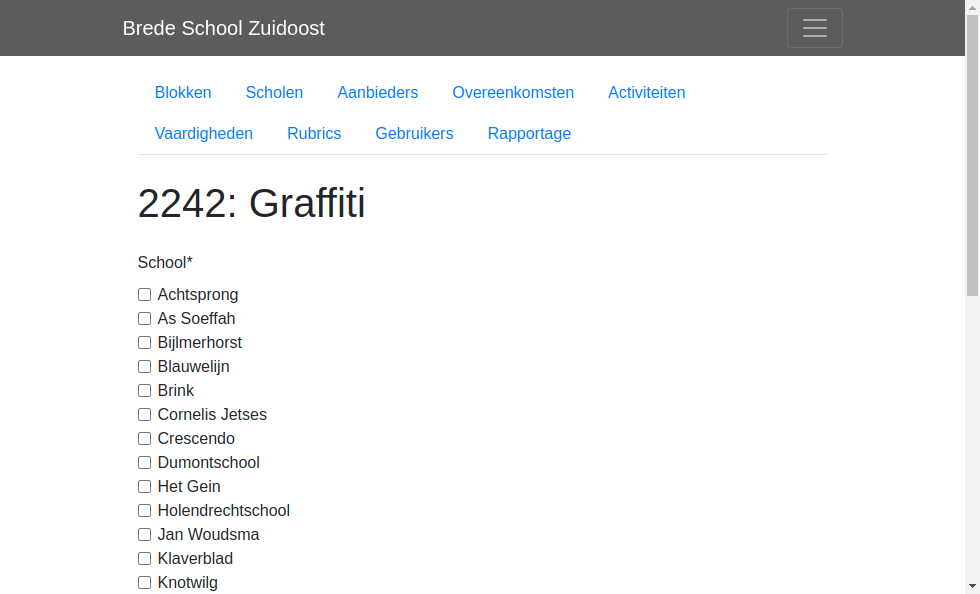 Brede School Zuidoost
Blokken Scholen Aanbieders Overeenkomsten Activiteiten
Vaardigheden Rubrics Gebruikers Rapportage
2242: Graffiti
School*
Achtsprong
As Soeffah
Bijlmerhorst
Blauwelijn
Brink
Cornelis Jetses
Crescendo
Dumontschool
Het Gein
Holendrechtschool
Jan Woudsma
Klaverblad
Knotwilg